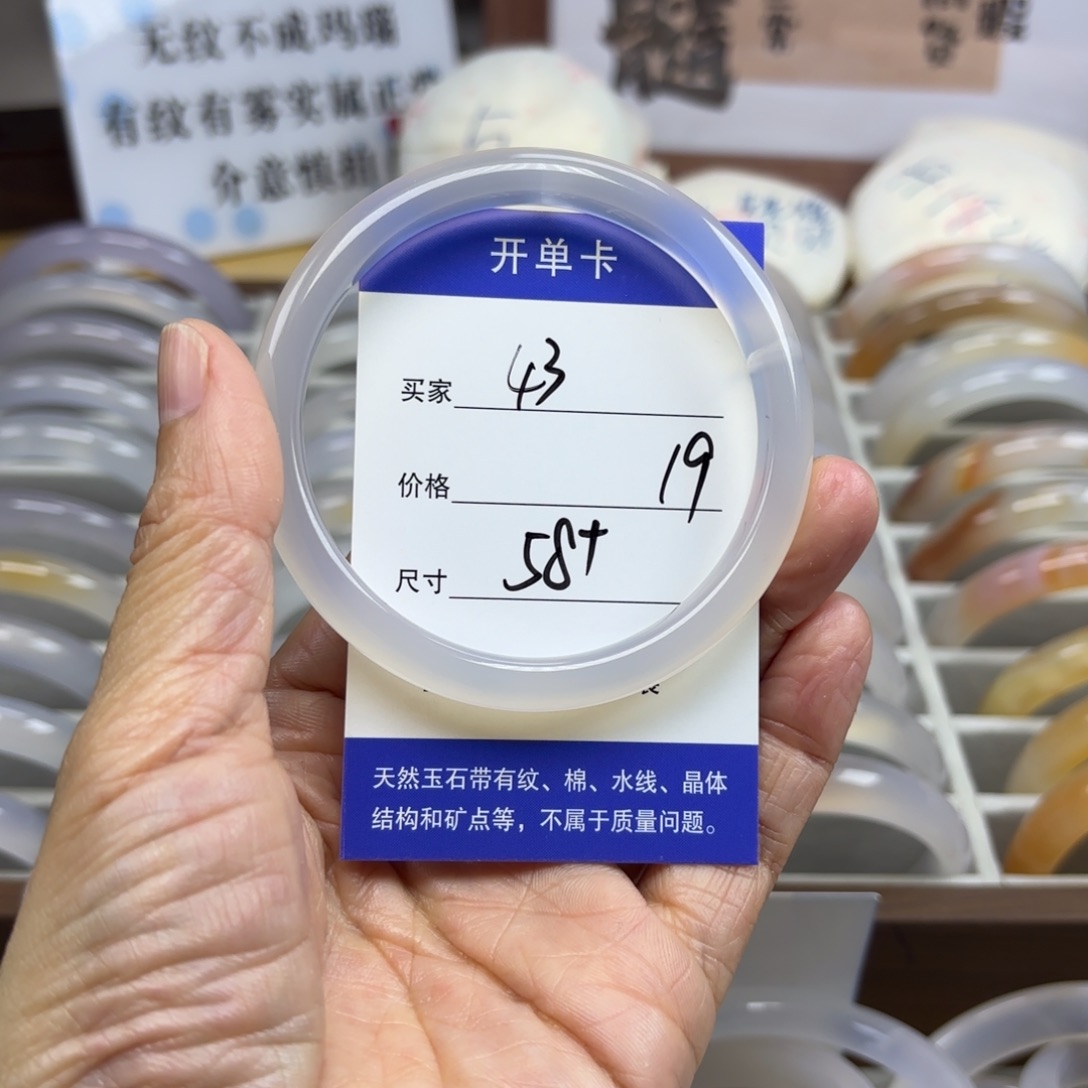 无纹不成玛瑙
有纹有雾实属正常
介意慎拍
开单卡
买家 43
价格 19
尺寸 58+
天然玉石带有纹、棉、水线、晶体
结构和矿点等，不属于质量问题。